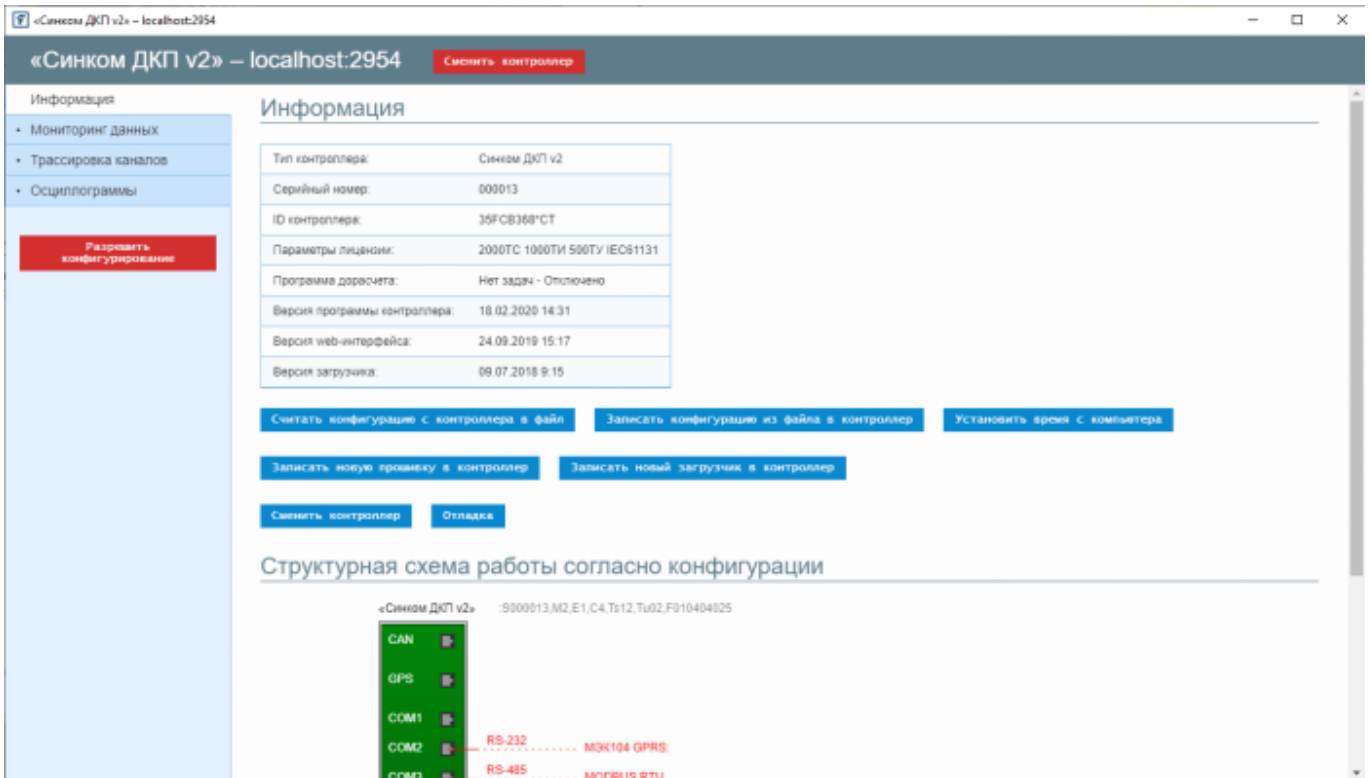 «Синком ДКП v2» – localhost:2954
«Синком ДКП v2» – localhost:2954 Сменить контроллер
Информация
• Мониторинг данных
• Трассировка каналов
• Осциллограммы
Разрешить
конфигурирование
Информация
Тип контроллера: Синком ДКП v2
Серийный номер: 000013
ID контроллера: 35FCB368*CT
Параметры лицензии: 2000ТС 1000ТИ 500ТУ IEC61131
Программа дорасчета: Нет задач - Отключено
Версия программы контроллера: 18.02.2020 14:31
Версия web-интерфейса: 24.09.2019 15:17
Версия загрузчика: 09.07.2018 9:15
Считать конфигурацию с контроллера в файл Записать конфигурацию из файла в контроллер Установить время с компьютера
Записать новую прошивку в контроллер Записать новый загрузчик в контроллер
Сменить контроллер Отладка
Структурная схема работы согласно конфигурации
«Синком ДКП v2» :S000013,M2,E1,C4,Ts12,Tu02,F010404025
CAN
GPS
COM1
COM2 RS-232 МЭК104 GPRS:
COM3 RS-485 MODBUS RTU